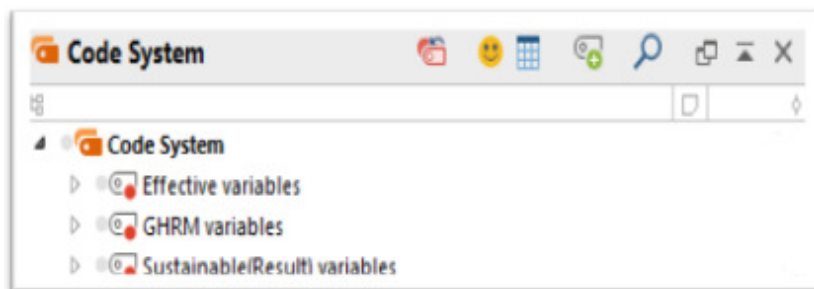 Code System
Code System
Effective variables
GHRM variables
Sustainable(Result) variables